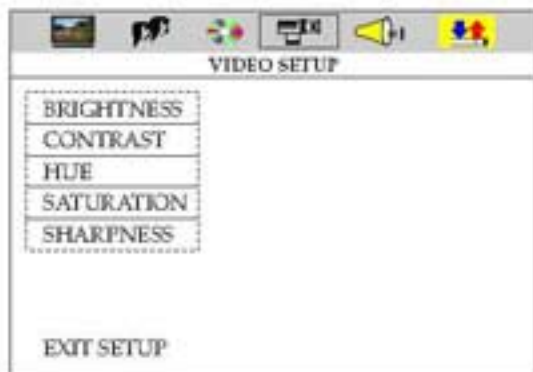 VIDEO SETUP
BRIGHTNESS
CONTRAST
HUE
SATURATION
SHARPNESS
EXIT SETUP